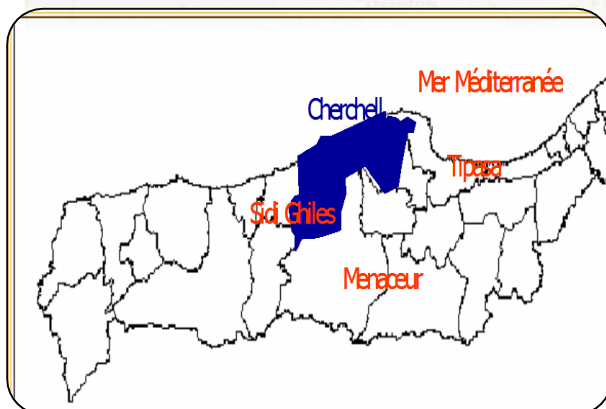 Mer Méditerranée
Cherchell
Tipasa
Sidi Ghiles
Menaceur